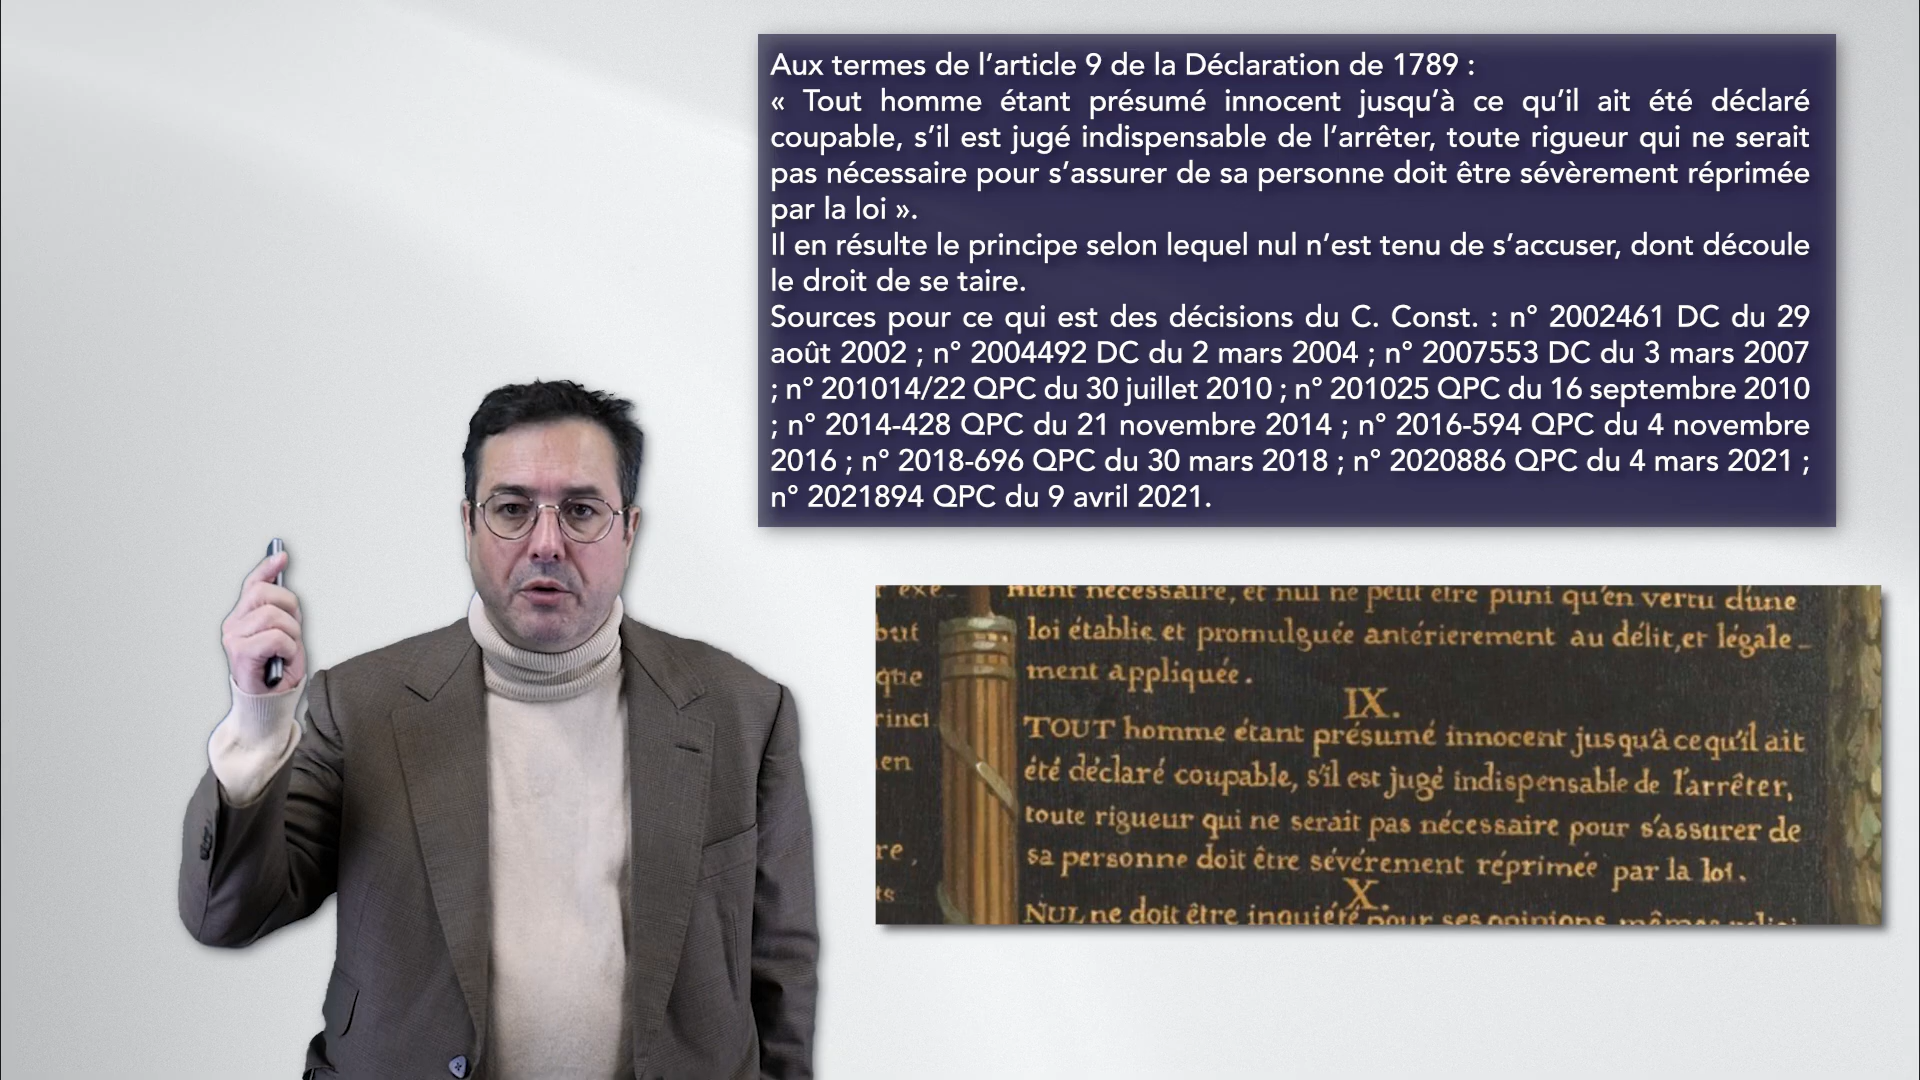 Aux termes de l’article 9 de la Déclaration de 1789 :
« Tout homme étant présumé innocent jusqu’à ce qu’il ait été déclaré
coupable, s’il est jugé indispensable de l’arrêter, toute rigueur qui ne serait
pas nécessaire pour s’assurer de sa personne doit être sévèrement réprimée
par la loi ».
Il en résulte le principe selon lequel nul n’est tenu de s’accuser, dont découle
le droit de se taire.
Sources pour ce qui est des décisions du C. Const. : n° 2002461 DC du 29
août 2002 ; n° 2004492 DC du 2 mars 2004 ; n° 2007553 DC du 3 mars 2007
; n° 201014/22 QPC du 30 juillet 2010 ; n° 201025 QPC du 16 septembre 2010
; n° 2014-428 QPC du 21 novembre 2014 ; n° 2016-594 QPC du 4 novembre
2016 ; n° 2018-696 QPC du 30 mars 2018 ; n° 2020886 QPC du 4 mars 2021 ;
n° 2021894 QPC du 9 avril 2021.
ment nécessaire, et nul ne peut etre puni qu'en vertu d'une
loi établie et promulguée antérierement au délit, et légale-
ment appliquée.
IX.
TOUT homme étant présumé innocent jusqu'à ce qu'il ait
été déclaré coupable, s'il est jugé indispensable de l'arrêter,
toute rigueur qui ne serait pas nécessaire pour s'assurer de
sa personne doit être sévérement réprimée par la loi.
X.
NUL ne doit être inquiété pour ses opinions, mêmes